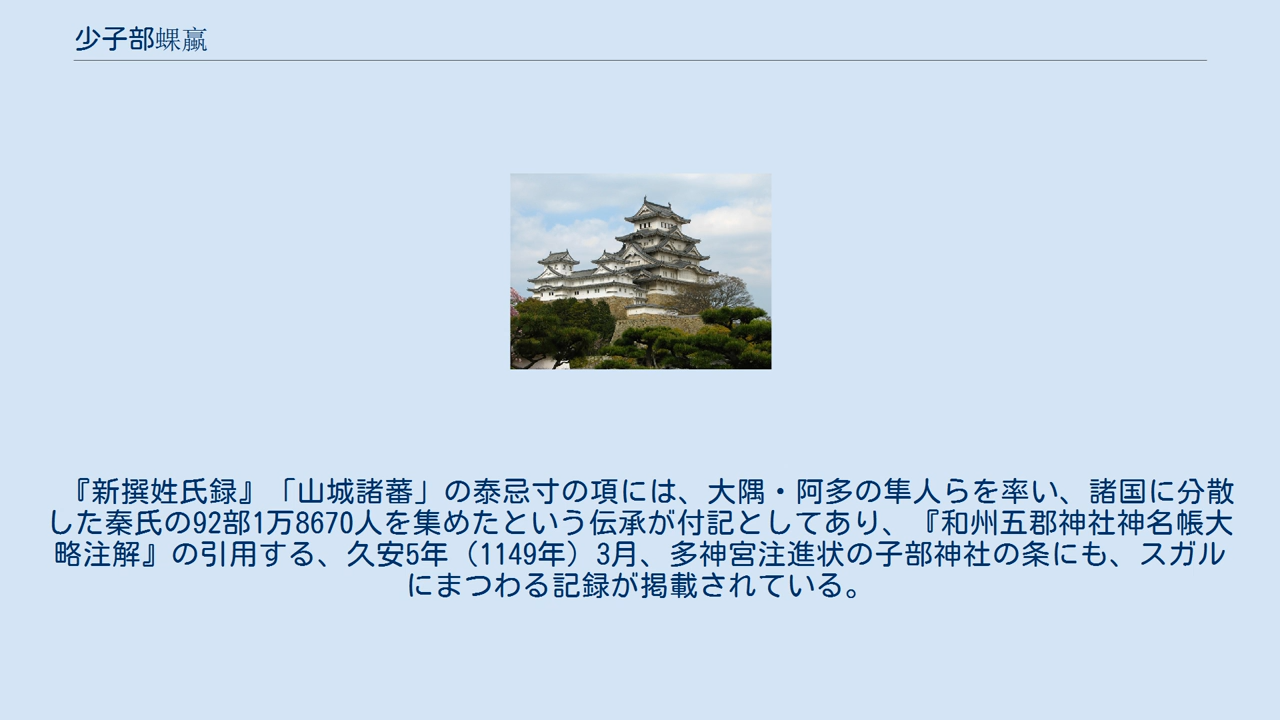 少子部蜾蠃
『新撰姓氏録』「山城諸蕃」の泰忌寸の項には、大隅・阿多の隼人らを率い、諸国に分散
した秦氏の92部1万8670人を集めたという伝承が付記としてあり、『和州五郡神社神名帳大
略注解』の引用する、久安5年（1149年）3月、多神宮注進状の子部神社の条にも、スガル
にまつわる記録が掲載されている。